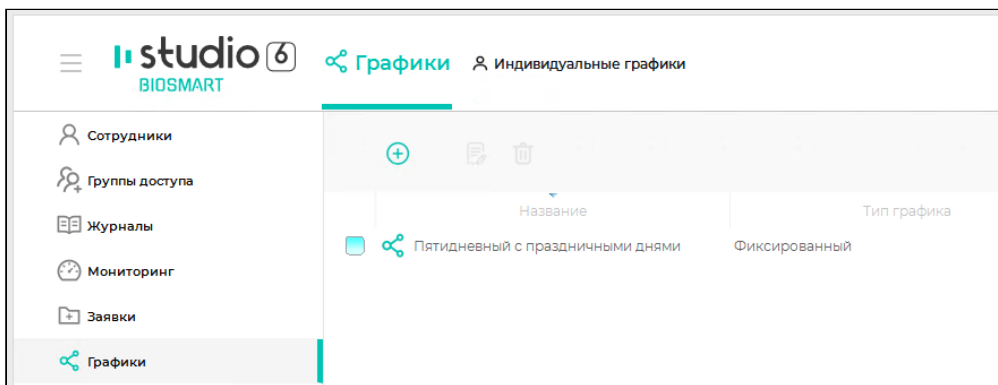 studio 6
BIOSMART
Графики
Индивидуальные графики
Сотрудники
Группы доступа
Журналы
Мониторинг
Заявки
Графики
Название
Тип графика
Пятидневный с праздничными днями
Фиксированный